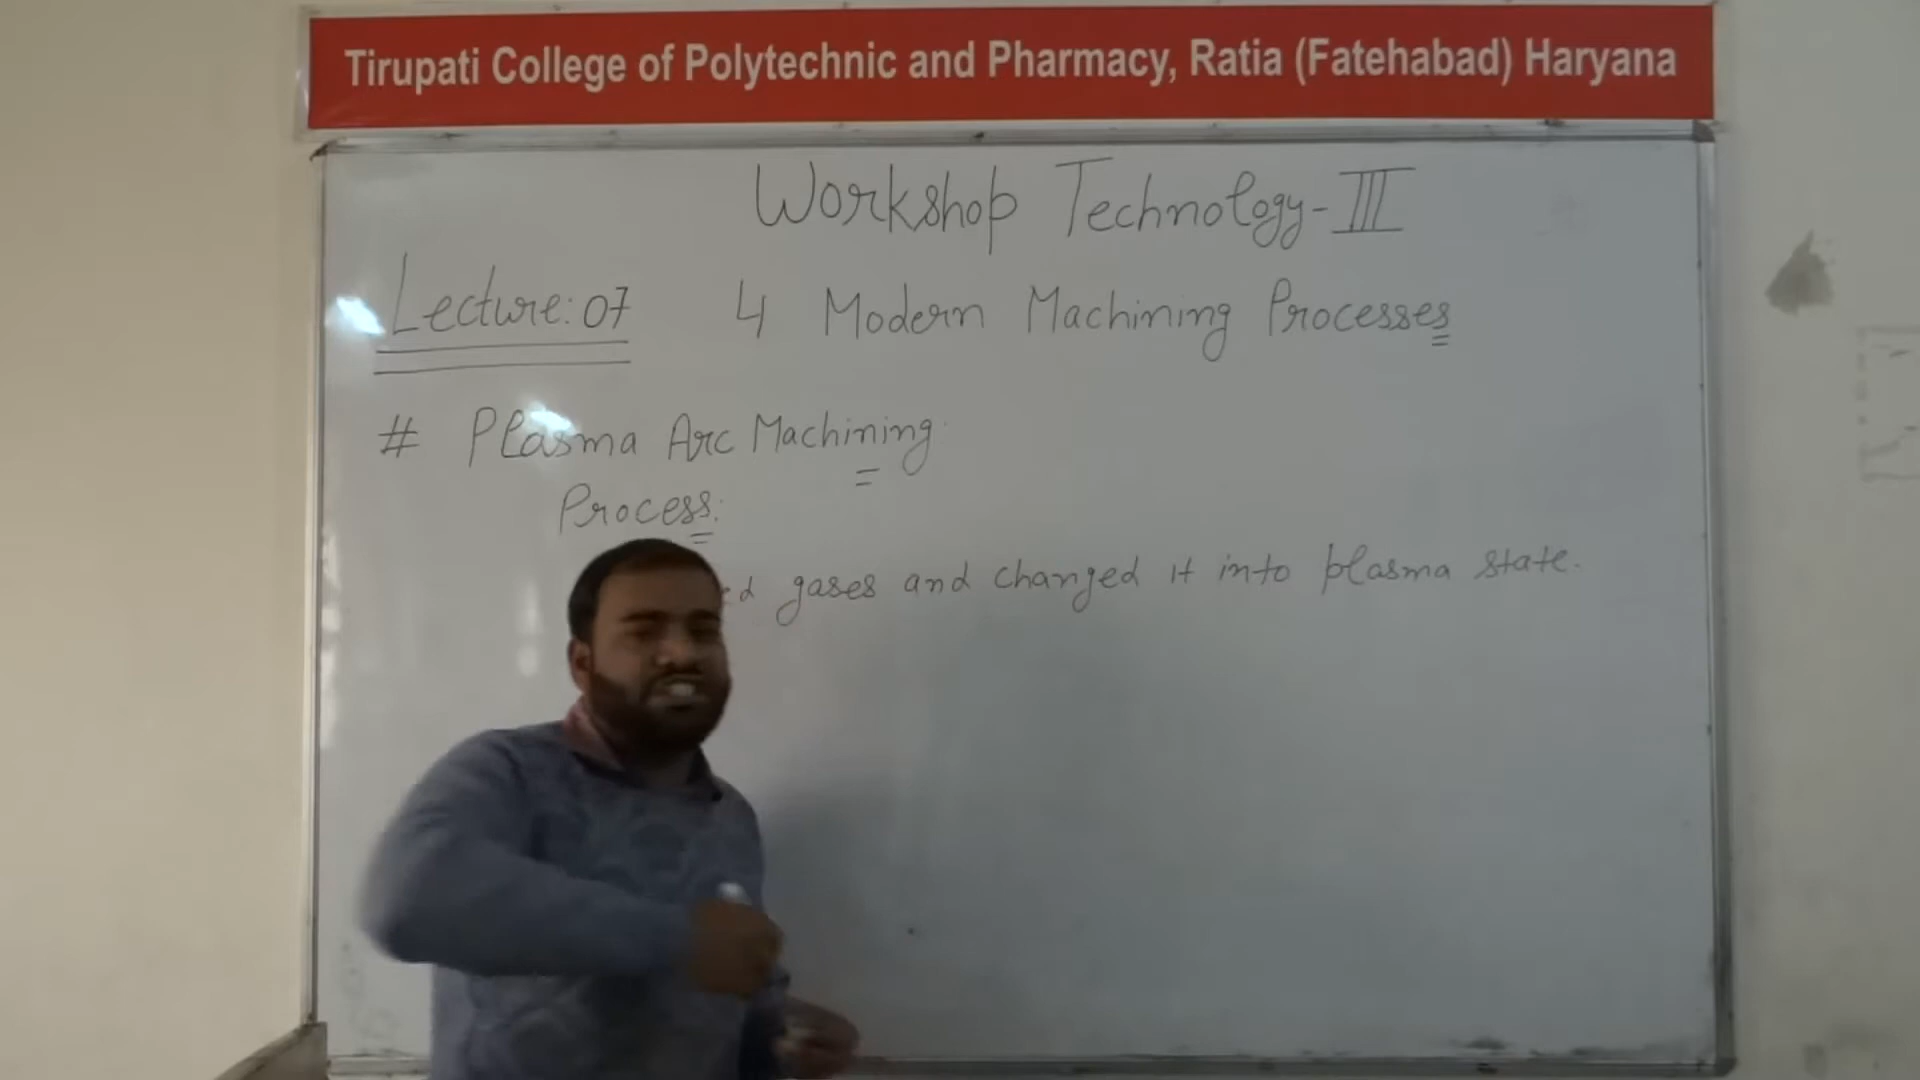 Tirupati College of Polytechnic and Pharmacy, Ratia (Fatehabad) Haryana
Workshop Technology-III
Lecture: 07 4 Modern Machining Processes
# Plasma Arc Machining
Process:
gases and changed it into plasma state.